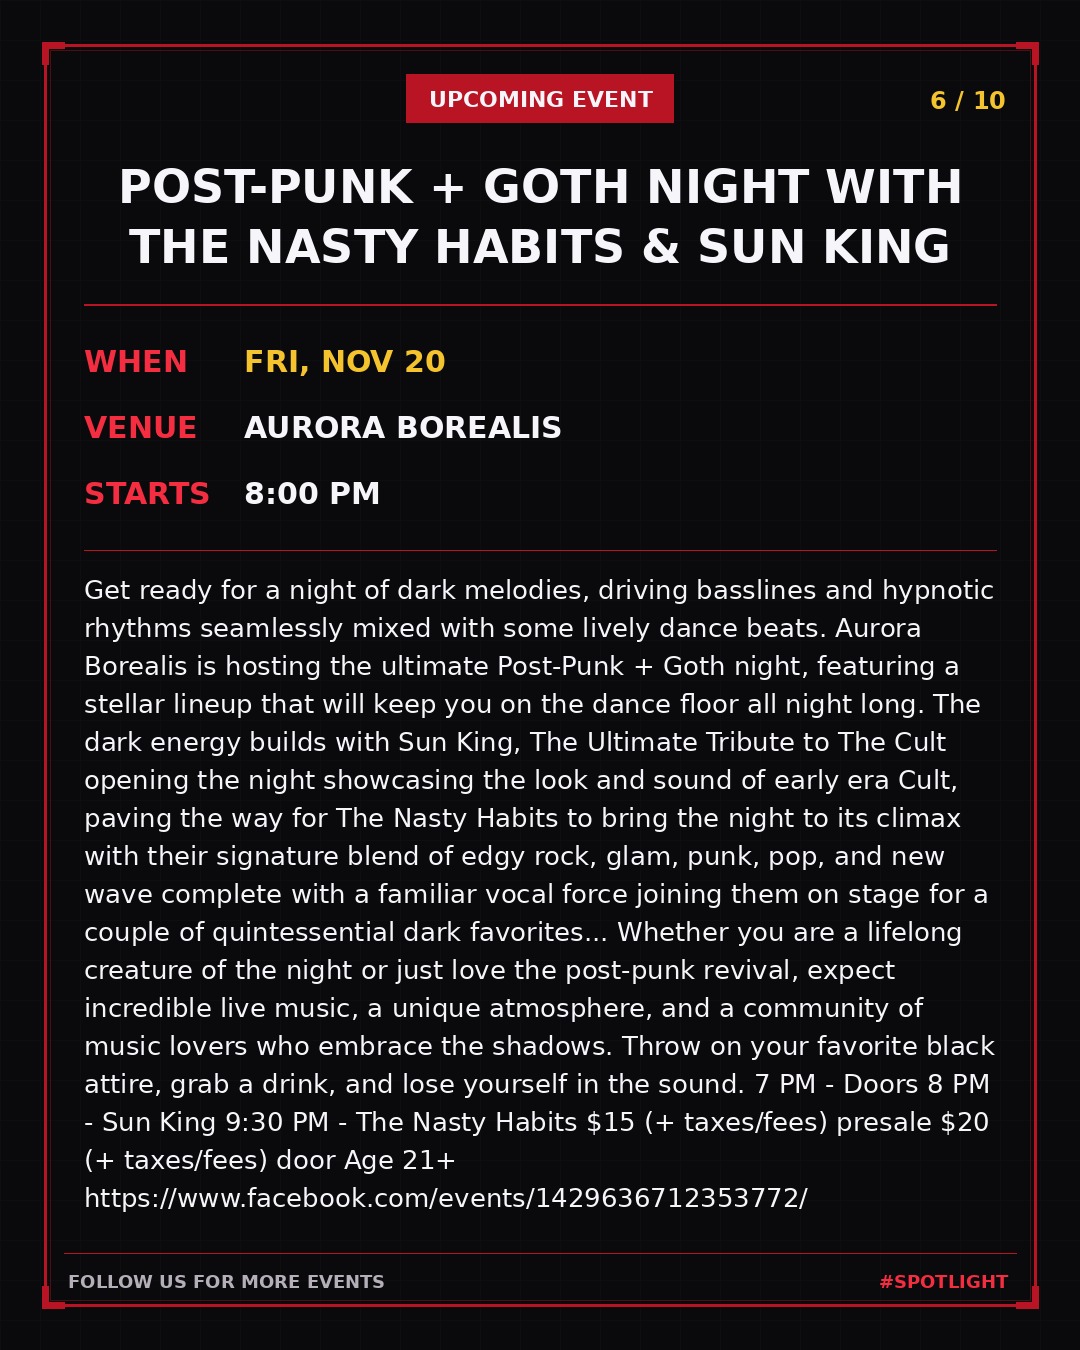 UPCOMING EVENT
6 / 10
POST-PUNK + GOTH NIGHT WITH
THE NASTY HABITS & SUN KING
WHEN FRI, NOV 20
VENUE AURORA BOREALIS
STARTS 8:00 PM
Get ready for a night of dark melodies, driving basslines and hypnotic
rhythms seamlessly mixed with some lively dance beats. Aurora
Borealis is hosting the ultimate Post-Punk + Goth night, featuring a
stellar lineup that will keep you on the dance floor all night long. The
dark energy builds with Sun King, The Ultimate Tribute to The Cult
opening the night showcasing the look and sound of early era Cult,
paving the way for The Nasty Habits to bring the night to its climax
with their signature blend of edgy rock, glam, punk, pop, and new
wave complete with a familiar vocal force joining them on stage for a
couple of quintessential dark favorites... Whether you are a lifelong
creature of the night or just love the post-punk revival, expect
incredible live music, a unique atmosphere, and a community of
music lovers who embrace the shadows. Throw on your favorite black
attire, grab a drink, and lose yourself in the sound. 7 PM - Doors 8 PM
- Sun King 9:30 PM - The Nasty Habits $15 (+ taxes/fees) presale $20
(+ taxes/fees) door Age 21+
https://www.facebook.com/events/1429636712353772/
FOLLOW US FOR MORE EVENTS
#SPOTLIGHT